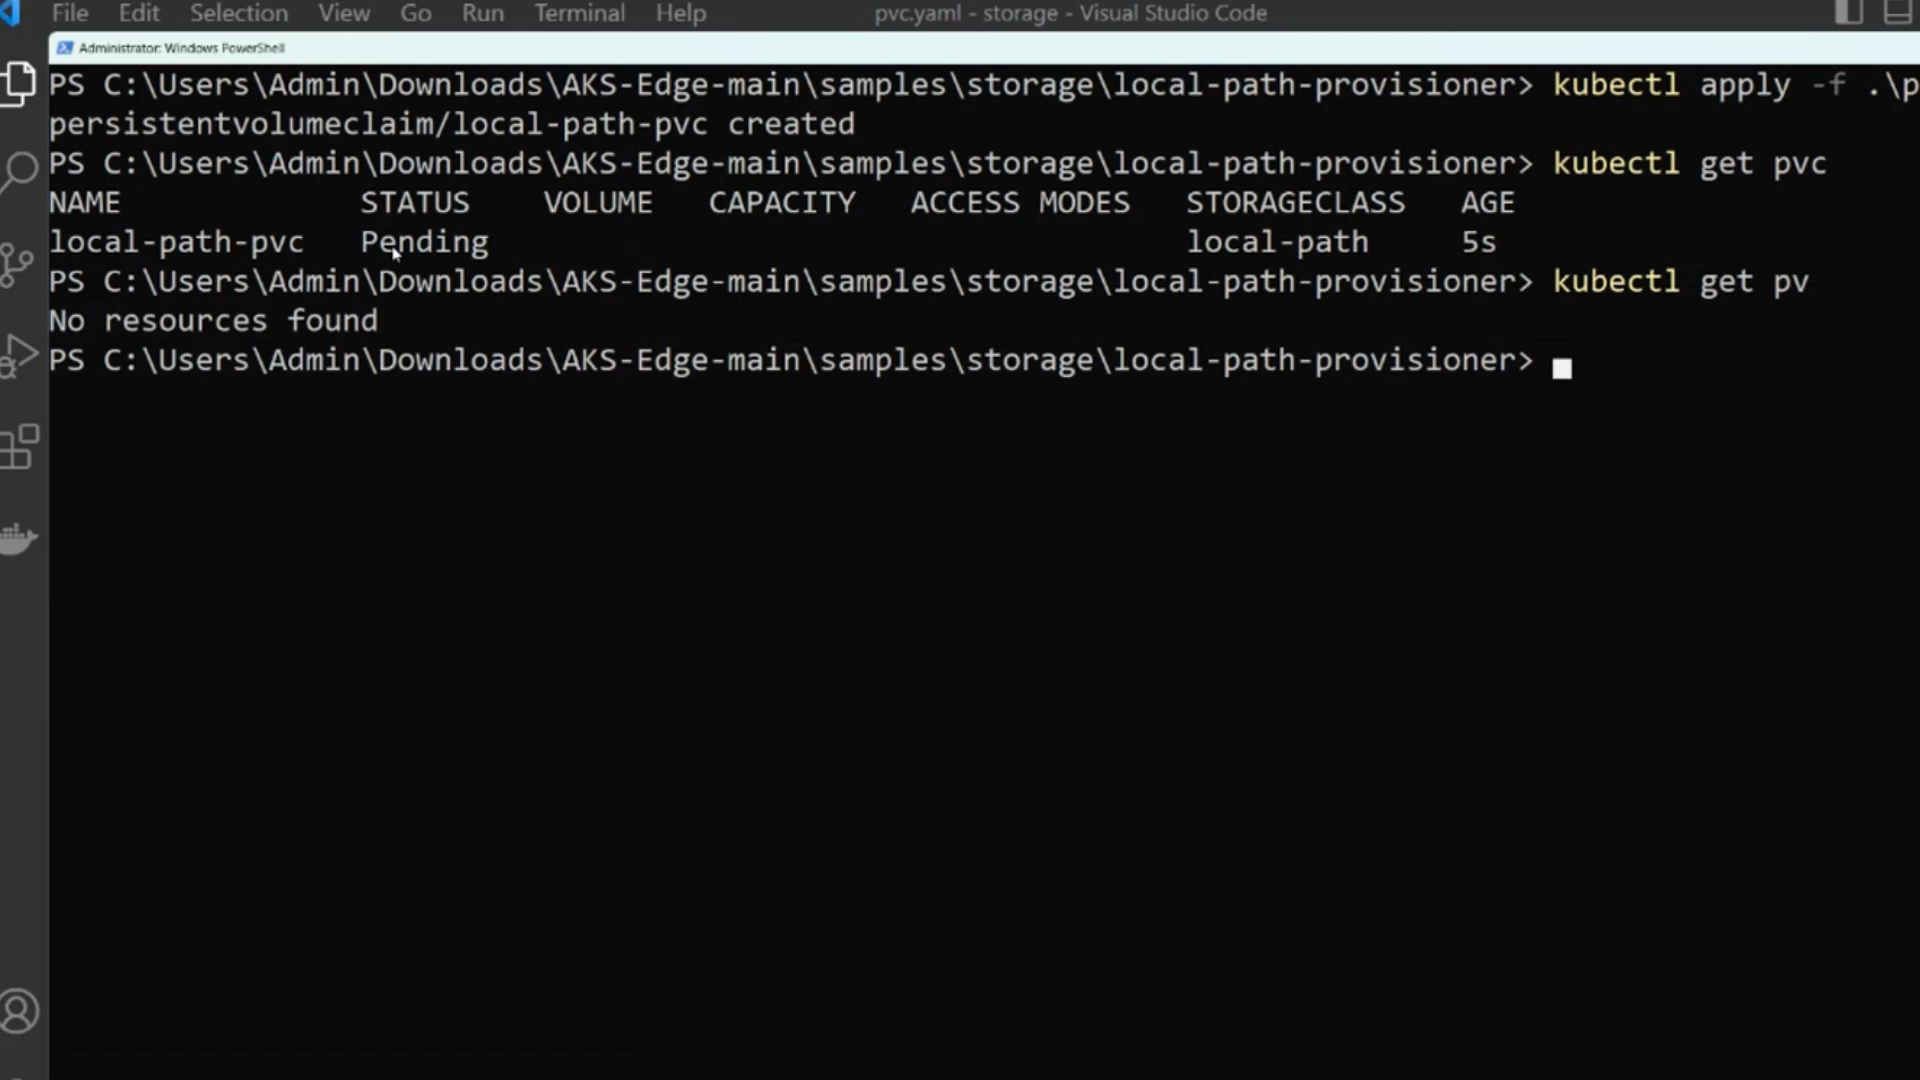 File Edit Selection View Go Run Terminal Help pvc.yaml - storage - Visual Studio Code
Administrator: Windows PowerShell
PS C:\Users\Admin\Downloads\AKS-Edge-main\samples\storage\local-path-provisioner> kubectl apply -f .\p
persistentvolumeclaim/local-path-pvc created
PS C:\Users\Admin\Downloads\AKS-Edge-main\samples\storage\local-path-provisioner> kubectl get pvc
NAME STATUS VOLUME CAPACITY ACCESS MODES STORAGECLASS AGE
local-path-pvc Pending local-path 5s
PS C:\Users\Admin\Downloads\AKS-Edge-main\samples\storage\local-path-provisioner> kubectl get pv
No resources found
PS C:\Users\Admin\Downloads\AKS-Edge-main\samples\storage\local-path-provisioner>